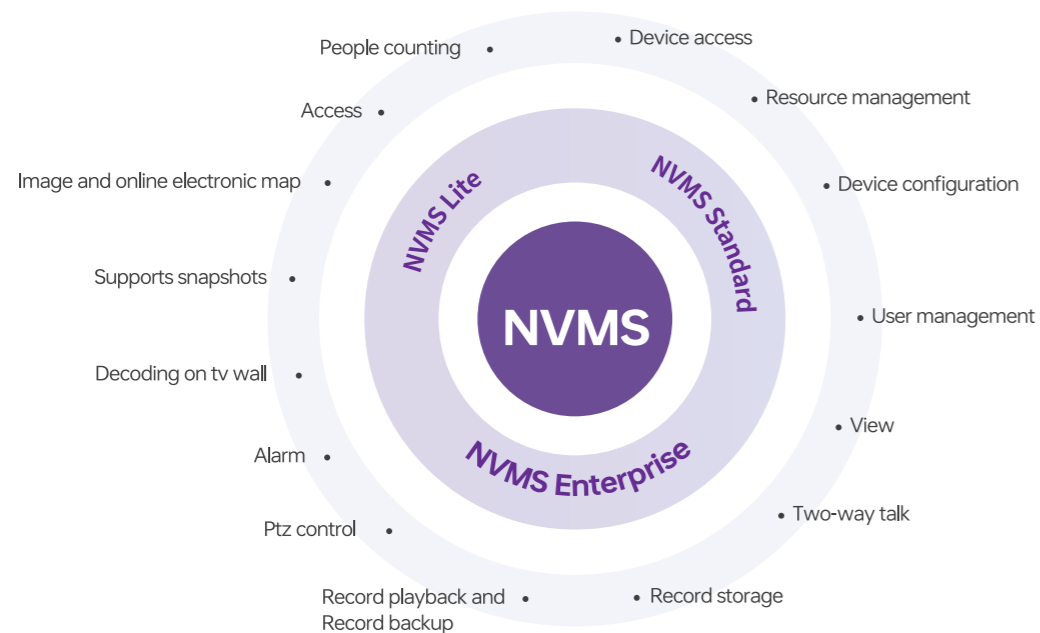 People counting
Device access
Access
Resource management
Image and online electronic map
Device configuration
NVMS Lite
NVMS Standard
Supports snapshots
NVMS
User management
Decoding on tv wall
View
Alarm
NVMS Enterprise
Two-way talk
Ptz control
Record playback and
Record backup
Record storage